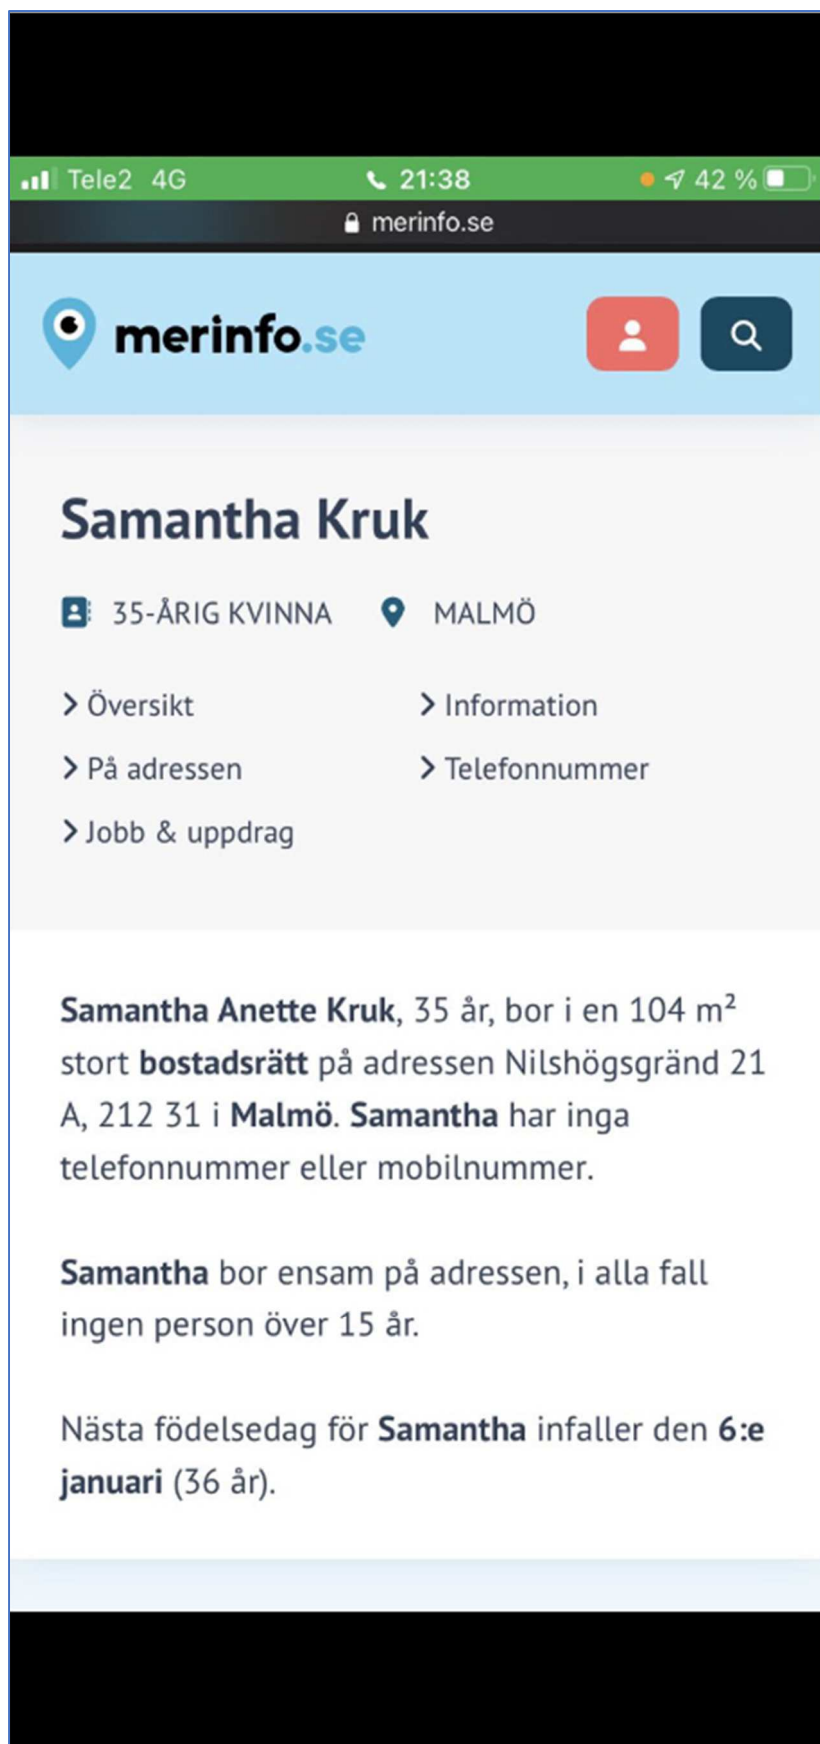 Tele2 4G 21:38 42 %
merinfo.se
merinfo.se
Samantha Kruk
35-ÅRIG KVINNA MALMÖ
Översikt Information
På adressen Telefonnummer
Jobb & uppdrag
Samantha Anette Kruk, 35 år, bor i en 104 m²
stort bostadsrätt på adressen Nilshögsgränd 21
A, 212 31 i Malmö. Samantha har inga
telefonnummer eller mobilnummer.
Samantha bor ensam på adressen, i alla fall
ingen person över 15 år.
Nästa födelsedag för Samantha infaller den 6:e
januari (36 år).